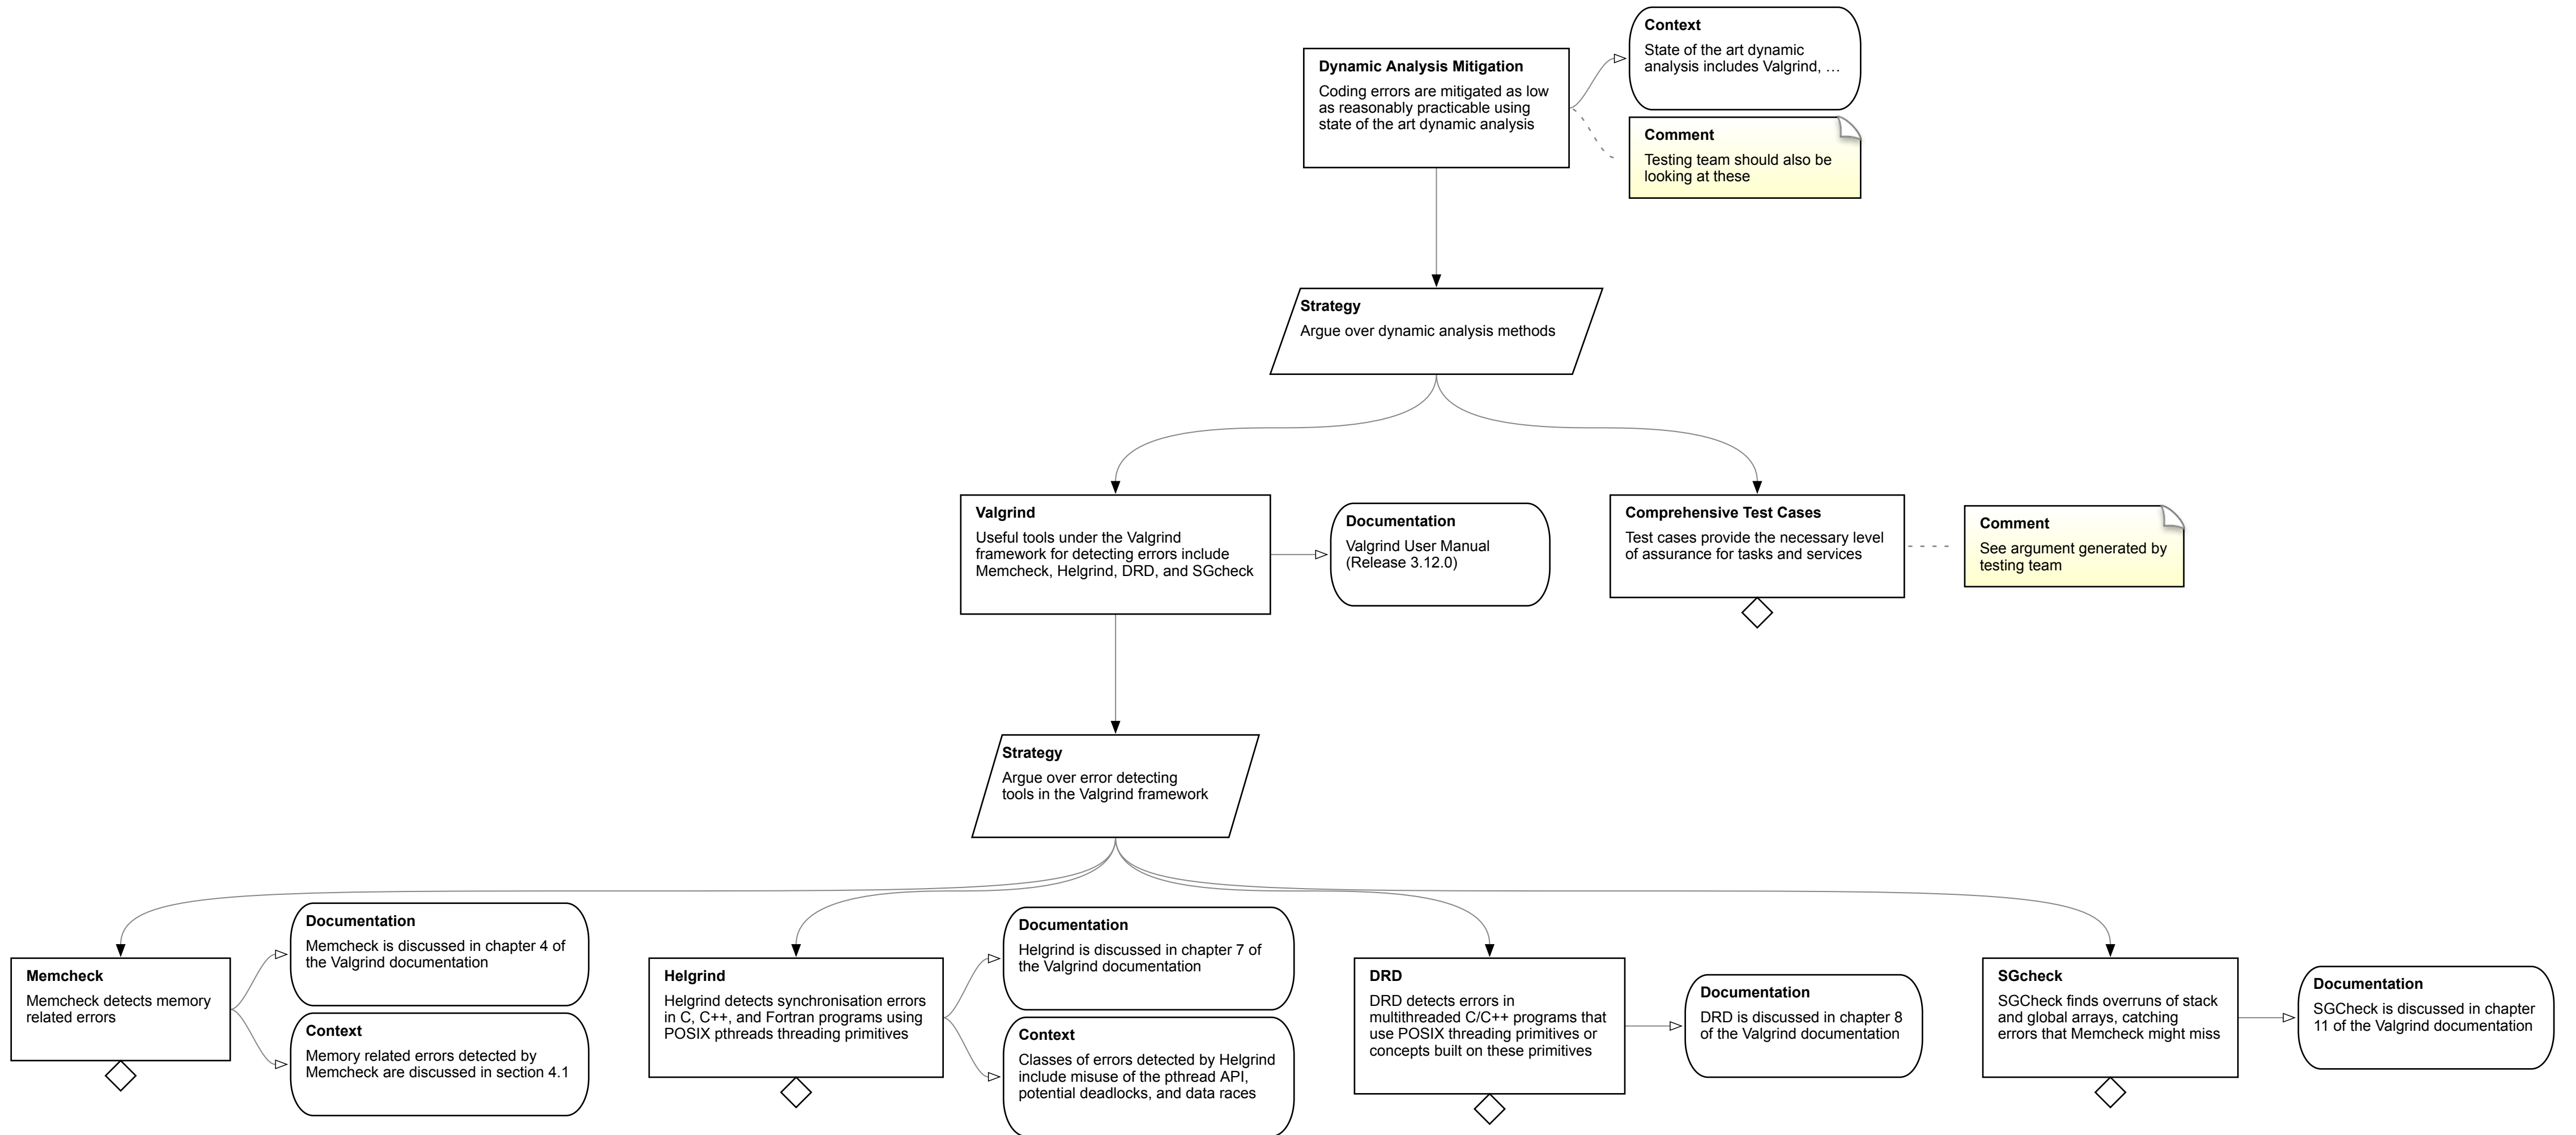 Context
State of the art dynamic
analysis includes Valgrind, …
Dynamic Analysis Mitigation
Coding errors are mitigated as low
as reasonably practicable using
state of the art dynamic analysis
Comment
Testing team should also be
looking at these
Strategy
Argue over dynamic analysis methods
Valgrind
Useful tools under the Valgrind
framework for detecting errors include
Memcheck, Helgrind, DRD, and SGcheck
Documentation
Valgrind User Manual
(Release 3.12.0)
Comprehensive Test Cases
Test cases provide the necessary level
of assurance for tasks and services
Comment
See argument generated by
testing team
Strategy
Argue over error detecting
tools in the Valgrind framework
Memcheck
Memcheck detects memory
related errors
Documentation
Memcheck is discussed in chapter 4 of
the Valgrind documentation
Context
Memory related errors detected by
Memcheck are discussed in section 4.1
Helgrind
Helgrind detects synchronisation errors
in C, C++, and Fortran programs using
POSIX pthreads threading primitives
Documentation
Helgrind is discussed in chapter 7 of
the Valgrind documentation
Context
Classes of errors detected by Helgrind
include misuse of the pthread API,
potential deadlocks, and data races
DRD
DRD detects errors in
multithreaded C/C++ programs that
use POSIX threading primitives or
concepts built on these primitives
Documentation
DRD is discussed in chapter 8
of the Valgrind documentation
SGcheck
SGCheck finds overruns of stack
and global arrays, catching
errors that Memcheck might miss
Documentation
SGCheck is discussed in chapter
11 of the Valgrind documentation